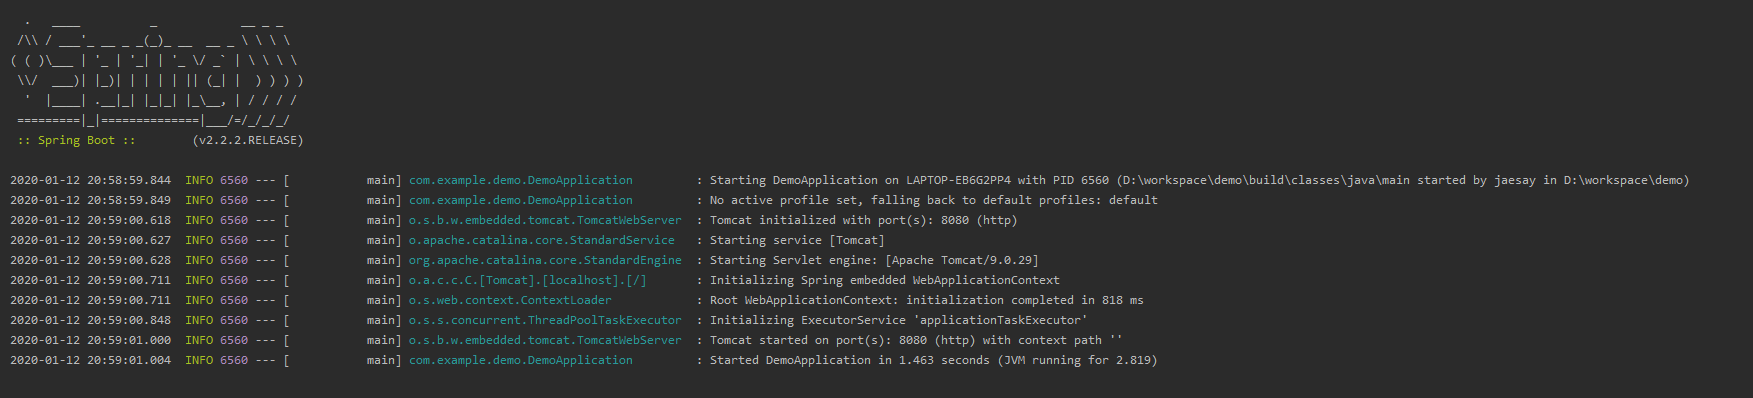 .   ____          _            __ _ _
 /\\ / ___'_ __ _ _(_)_ __  __ _ \ \ \ \
( ( )\___ | '_ | '_| | '_ \/ _` | \ \ \ \
 \\/  ___)| |_)| | | | | || (_| |  ) ) ) )
  '  |____| .__|_| |_|_| |_\__, | / / / /
 =========|_|==============|___/=/_/_/_/
 :: Spring Boot ::        (v2.2.2.RELEASE)
2020-01-12 20:58:59.844  INFO 6560 --- [           main] com.example.demo.DemoApplication         : Starting DemoApplication on LAPTOP-EB6G2PP4 with PID 6560 (D:\workspace\demo\build\classes\java\main started by jaesay in D:\workspace\demo)
2020-01-12 20:58:59.849  INFO 6560 --- [           main] com.example.demo.DemoApplication         : No active profile set, falling back to default profiles: default
2020-01-12 20:59:00.618  INFO 6560 --- [           main] o.s.b.w.embedded.tomcat.TomcatWebServer  : Tomcat initialized with port(s): 8080 (http)
2020-01-12 20:59:00.627  INFO 6560 --- [           main] o.apache.catalina.core.StandardService   : Starting service [Tomcat]
2020-01-12 20:59:00.628  INFO 6560 --- [           main] org.apache.catalina.core.StandardEngine  : Starting Servlet engine: [Apache Tomcat/9.0.29]
2020-01-12 20:59:00.711  INFO 6560 --- [           main] o.a.c.c.C.[Tomcat].[localhost].[/]       : Initializing Spring embedded WebApplicationContext
2020-01-12 20:59:00.711  INFO 6560 --- [           main] o.s.web.context.ContextLoader            : Root WebApplicationContext: initialization completed in 818 ms
2020-01-12 20:59:00.848  INFO 6560 --- [           main] o.s.s.concurrent.ThreadPoolTaskExecutor  : Initializing ExecutorService 'applicationTaskExecutor'
2020-01-12 20:59:01.000  INFO 6560 --- [           main] o.s.b.w.embedded.tomcat.TomcatWebServer  : Tomcat started on port(s): 8080 (http) with context path ''
2020-01-12 20:59:01.004  INFO 6560 --- [           main] com.example.demo.DemoApplication         : Started DemoApplication in 1.463 seconds (JVM running for 2.819)